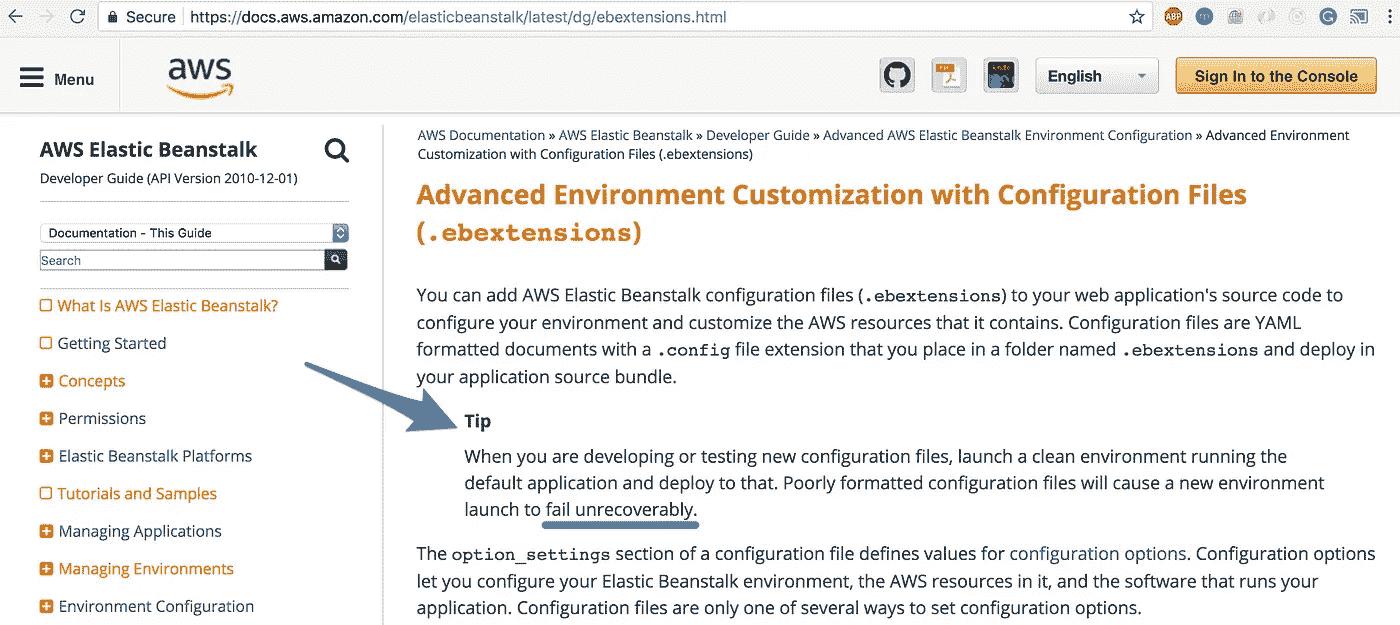 Secure https://docs.aws.amazon.com/elasticbeanstalk/latest/dg/ebextensions.html
ABP
Menu
aws
English
Sign In to the Console
AWS Elastic Beanstalk
Developer Guide (API Version 2010-12-01)
Documentation - This Guide
Search
What Is AWS Elastic Beanstalk?
Getting Started
Concepts
Permissions
Elastic Beanstalk Platforms
Tutorials and Samples
Managing Applications
Managing Environments
Environment Configuration
AWS Documentation » AWS Elastic Beanstalk » Developer Guide » Advanced AWS Elastic Beanstalk Environment Configuration » Advanced Environment
Customization with Configuration Files (.ebextensions)
Advanced Environment Customization with Configuration Files
(.ebextensions)
You can add AWS Elastic Beanstalk configuration files (.ebextensions) to your web application's source code to
configure your environment and customize the AWS resources that it contains. Configuration files are YAML
formatted documents with a .config file extension that you place in a folder named .ebextensions and deploy in
your application source bundle.
Tip
When you are developing or testing new configuration files, launch a clean environment running the
default application and deploy to that. Poorly formatted configuration files will cause a new environment
launch to fail unrecoverably.
The option_settings section of a configuration file defines values for configuration options. Configuration options
let you configure your Elastic Beanstalk environment, the AWS resources in it, and the software that runs your
application. Configuration files are only one of several ways to set configuration options.